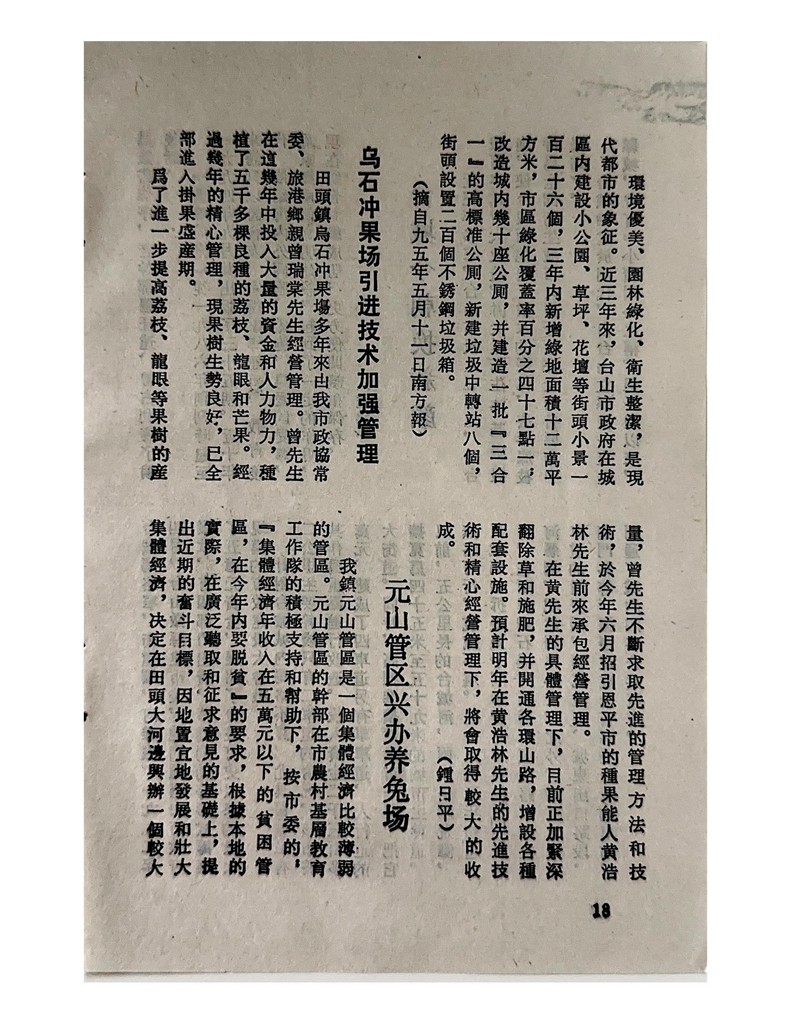 環境優美、園林綠化、衛生整潔，是現
代都市的象征。近三年來，台山市政府在城
區內建設小公園、草坪、花壇等街頭小景一
百二十六個，三年內新增綠地面積十二萬平
方米，市區綠化覆蓋率百分之四十七點一，
改造城內幾十座公厠，并建造一批『三合
一』的高標准公厠，新建垃圾中轉站八個，
街頭設置二百個不銹鋼垃圾箱。
（摘自九五年五月十一日南方報）
乌石冲果场引进技术加强管理
田頭鎮烏石冲果場多年來由我市政協常
委、旅港鄉親曾瑞棠先生經營管理。曾先生
在這幾年中投入大量的資金和人力物力，種
植了五千多棵良種的荔枝、龍眼和芒果。經
過幾年的精心管理，現果樹生勢良好，已全
部進入掛果盛産期。
爲了進一步提高荔枝、龍眼等果樹的産
量，曾先生不斷求取先進的管理方法和技
術，於今年六月招引恩平市的種果能人黄浩
林先生前來承包經營管理。
在黄先生的具體管理下，目前正加緊深
翻除草和施肥，并開通各環山路，增設各種
配套設施。預計明年在黄浩林先生的先進技
術和精心經營管理下，將會取得較大的收
成。
（鍾日平）
元山管区兴办养兔场
我鎮元山管區是一個集體經濟比較薄弱
的管區。元山管區的幹部在市農村基層教育
工作隊的積極支持和幫助下，按市委的，
『集體經濟年收入在五萬元以下的貧困管
區，在今年内要脱貧』的要求，根據本地的
實際，在廣泛聽取和征求意見的基礎上，提
出近期的奮斗目標，因地置宜地發展和壯大
集體經濟，决定在田頭大河邊興辦一個較大
18